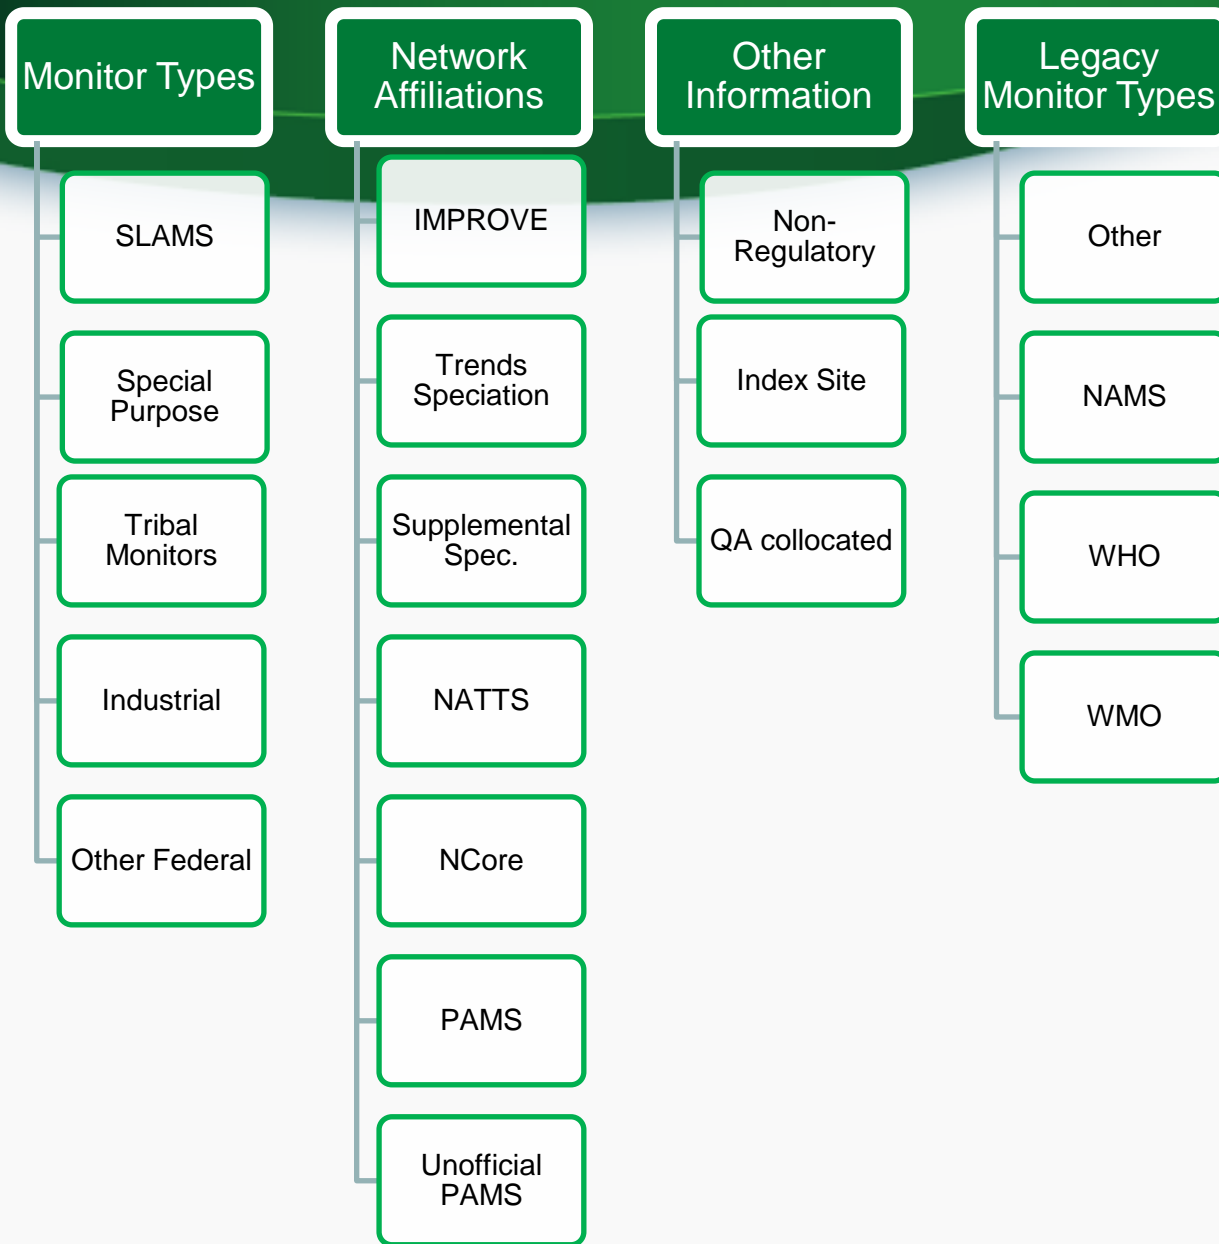 Monitor Types
SLAMS
Special
Purpose
Tribal
Monitors
Industrial
Other Federal
Network
Affiliations
IMPROVE
Trends
Speciation
Supplemental
Spec.
NATTS
NCore
PAMS
Unofficial
PAMS
Other
Information
Non-
Regulatory
Index Site
QA collocated
Legacy
Monitor Types
Other
NAMS
WHO
WMO